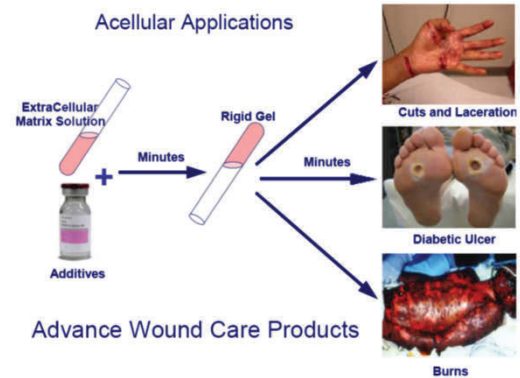 Acellular Applications
ExtraCellular
Matrix Solution
Additives
+
Minutes
Rigid Gel
Minutes
Cuts and Laceration
Diabetic Ulcer
Burns
Advance Wound Care Products